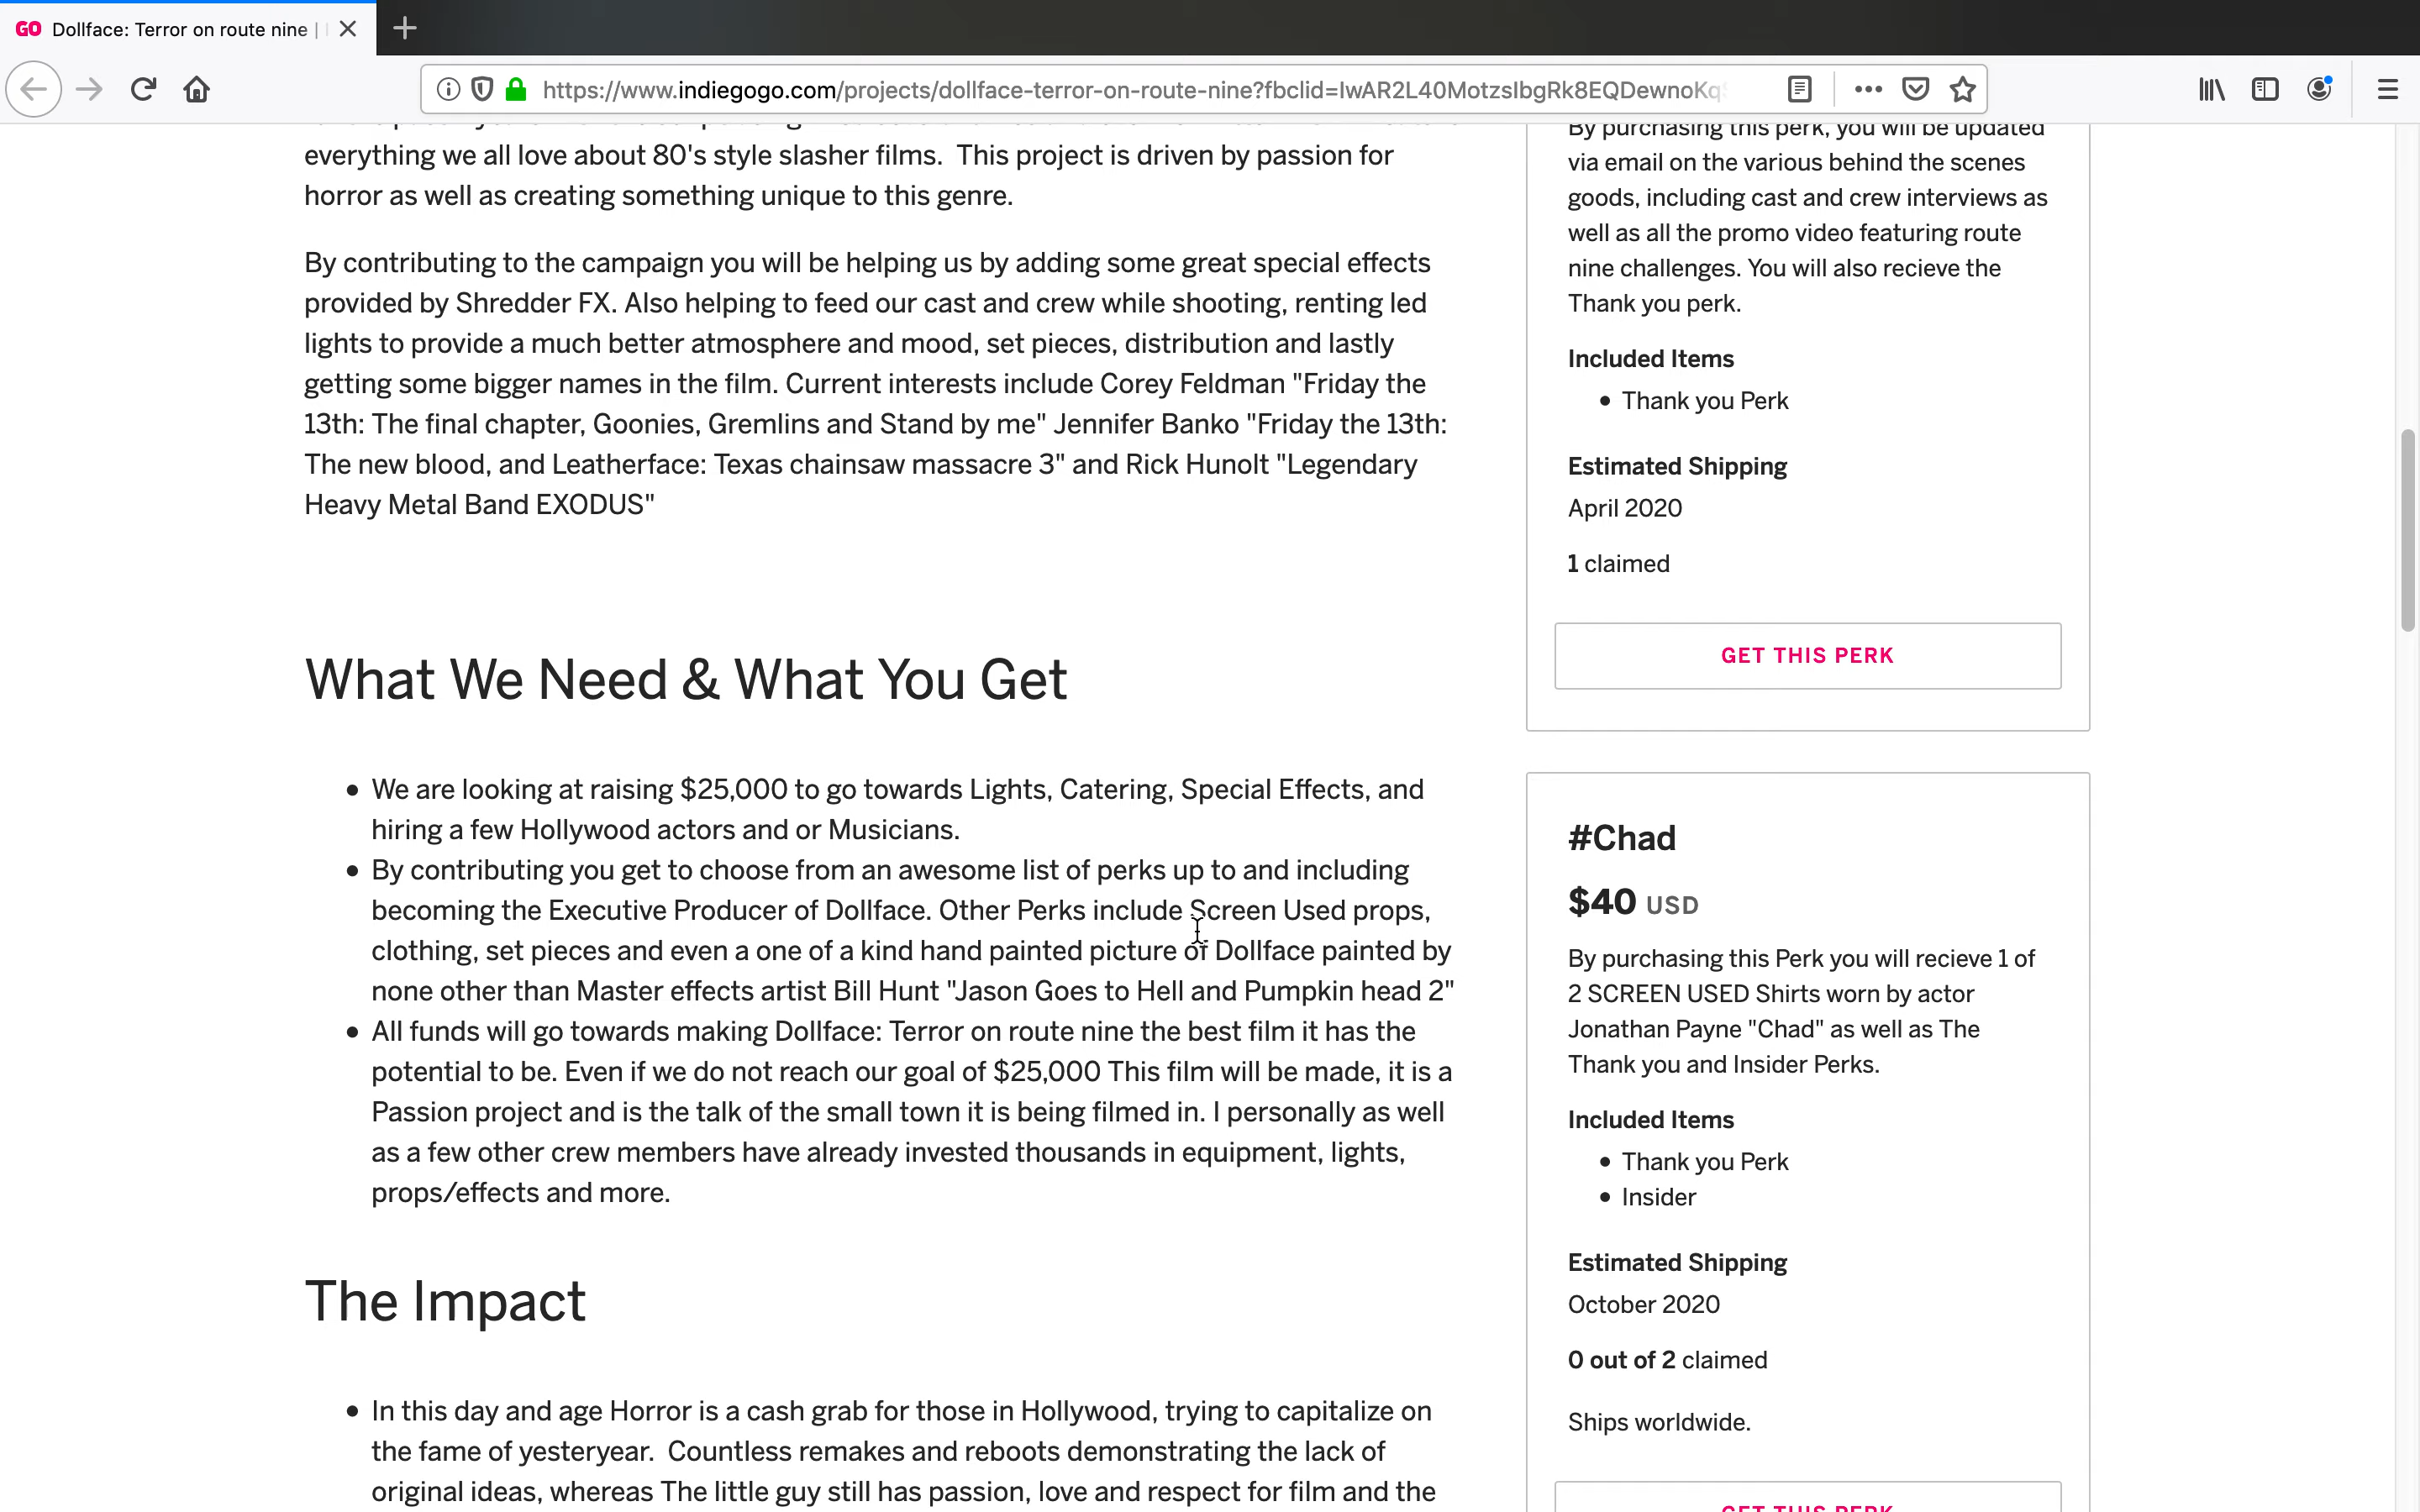 GO Dollface: Terror on route nine |
https://www.indiegogo.com/projects/dollface-terror-on-route-nine?fbclid=IwAR2L40MotzsIbgRk8EQDewnoKq
everything we all love about 80's style slasher films.  This project is driven by passion for
horror as well as creating something unique to this genre.
By contributing to the campaign you will be helping us by adding some great special effects
provided by Shredder FX. Also helping to feed our cast and crew while shooting, renting led
lights to provide a much better atmosphere and mood, set pieces, distribution and lastly
getting some bigger names in the film. Current interests include Corey Feldman "Friday the
13th: The final chapter, Goonies, Gremlins and Stand by me" Jennifer Banko "Friday the 13th:
The new blood, and Leatherface: Texas chainsaw massacre 3" and Rick Hunolt "Legendary
Heavy Metal Band EXODUS"
What We Need & What You Get
• We are looking at raising $25,000 to go towards Lights, Catering, Special Effects, and
hiring a few Hollywood actors and or Musicians.
• By contributing you get to choose from an awesome list of perks up to and including
becoming the Executive Producer of Dollface. Other Perks include Screen Used props,
clothing, set pieces and even a one of a kind hand painted picture of Dollface painted by
none other than Master effects artist Bill Hunt "Jason Goes to Hell and Pumpkin head 2"
• All funds will go towards making Dollface: Terror on route nine the best film it has the
potential to be. Even if we do not reach our goal of $25,000 This film will be made, it is a
Passion project and is the talk of the small town it is being filmed in. I personally as well
as a few other crew members have already invested thousands in equipment, lights,
props/effects and more.
The Impact
• In this day and age Horror is a cash grab for those in Hollywood, trying to capitalize on
the fame of yesteryear.  Countless remakes and reboots demonstrating the lack of
original ideas, whereas The little guy still has passion, love and respect for film and the
By purchasing this perk, you will be updated
via email on the various behind the scenes
goods, including cast and crew interviews as
well as all the promo video featuring route
nine challenges. You will also recieve the
Thank you perk.
Included Items
• Thank you Perk
Estimated Shipping
April 2020
1 claimed
GET THIS PERK
#Chad
$40 USD
By purchasing this Perk you will recieve 1 of
2 SCREEN USED Shirts worn by actor
Jonathan Payne "Chad" as well as The
Thank you and Insider Perks.
Included Items
• Thank you Perk
• Insider
Estimated Shipping
October 2020
0 out of 2 claimed
Ships worldwide.
GET THIS PERK